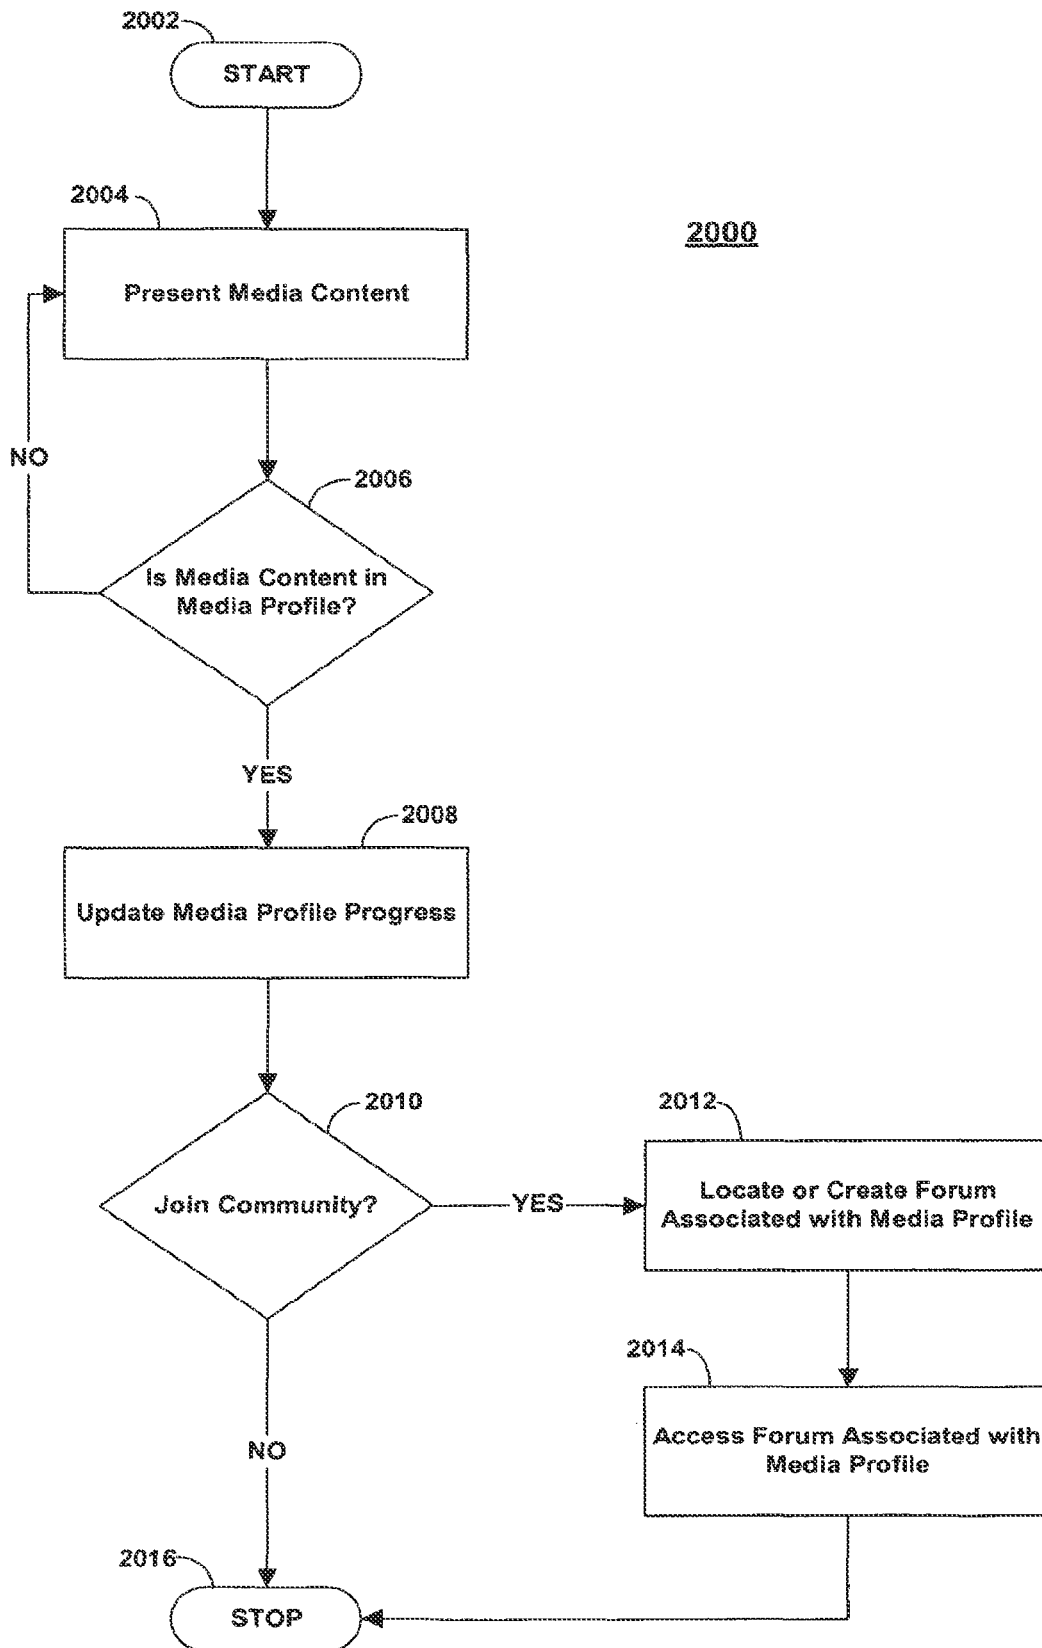 2002
START
2004
2000
Present Media Content
NO
2006
Is Media Content in
Media Profile?
YES
2008
Update Media Profile Progress
2010
Join Community?
YES
2012
Locate or Create Forum
Associated with Media Profile
2014
Access Forum Associated with
Media Profile
NO
2016
STOP